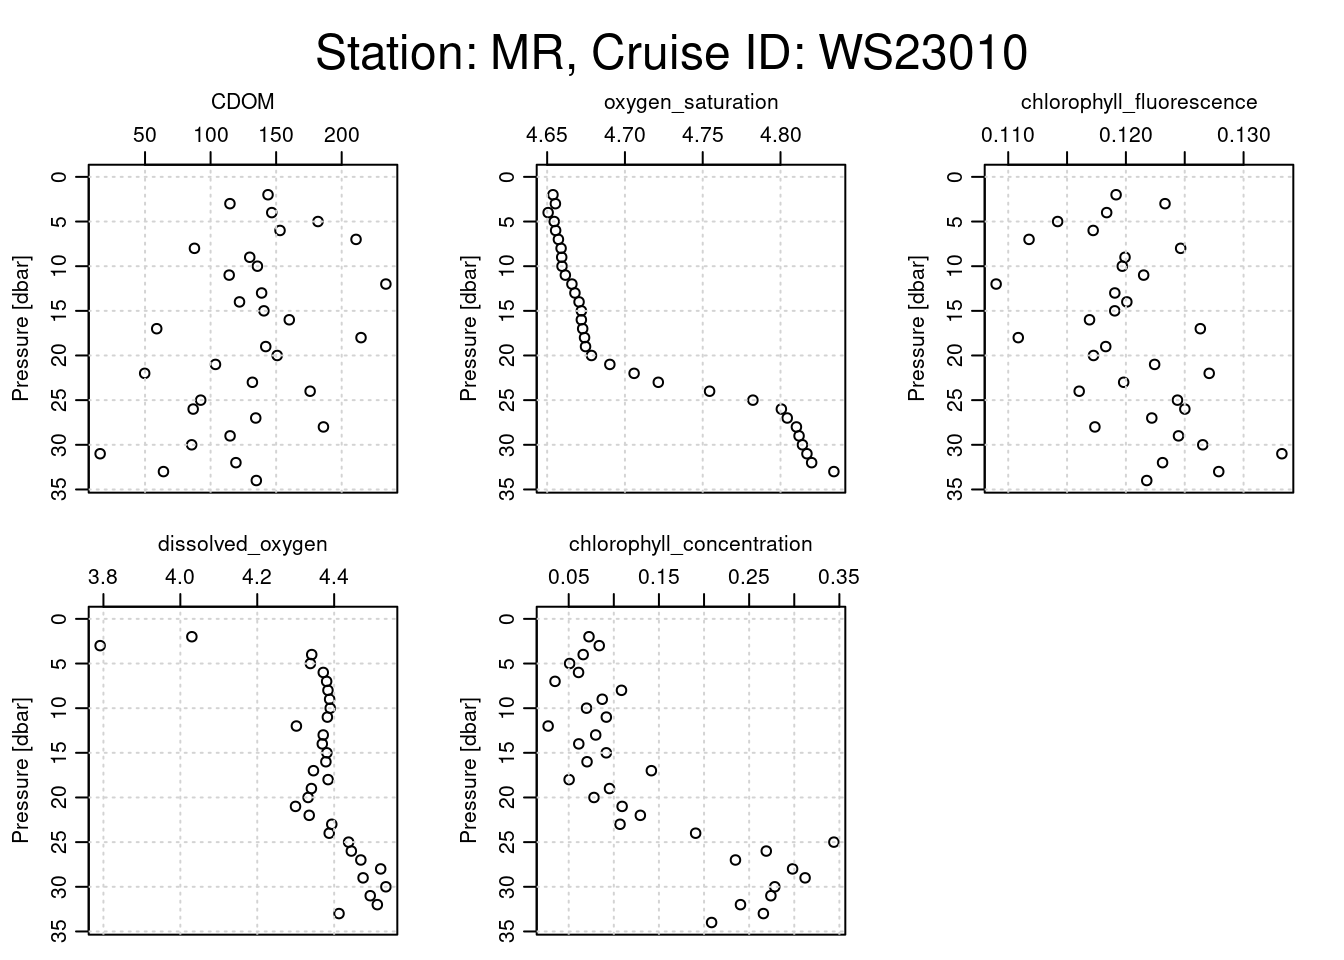 Station: MR, Cruise ID: WS23010
CDOM
50 100 150 200
0
5
10
15
20
25
30
35
Pressure [dbar]
oxygen_saturation
4.65 4.70 4.75 4.80
0
5
10
15
20
25
30
35
Pressure [dbar]
chlorophyll_fluorescence
0.110 0.120 0.130
0
5
10
15
20
25
30
35
Pressure [dbar]
dissolved_oxygen
3.8 4.0 4.2 4.4
0
5
10
15
20
25
30
35
Pressure [dbar]
chlorophyll_concentration
0.05 0.15 0.25 0.35
0
5
10
15
20
25
30
35
Pressure [dbar]